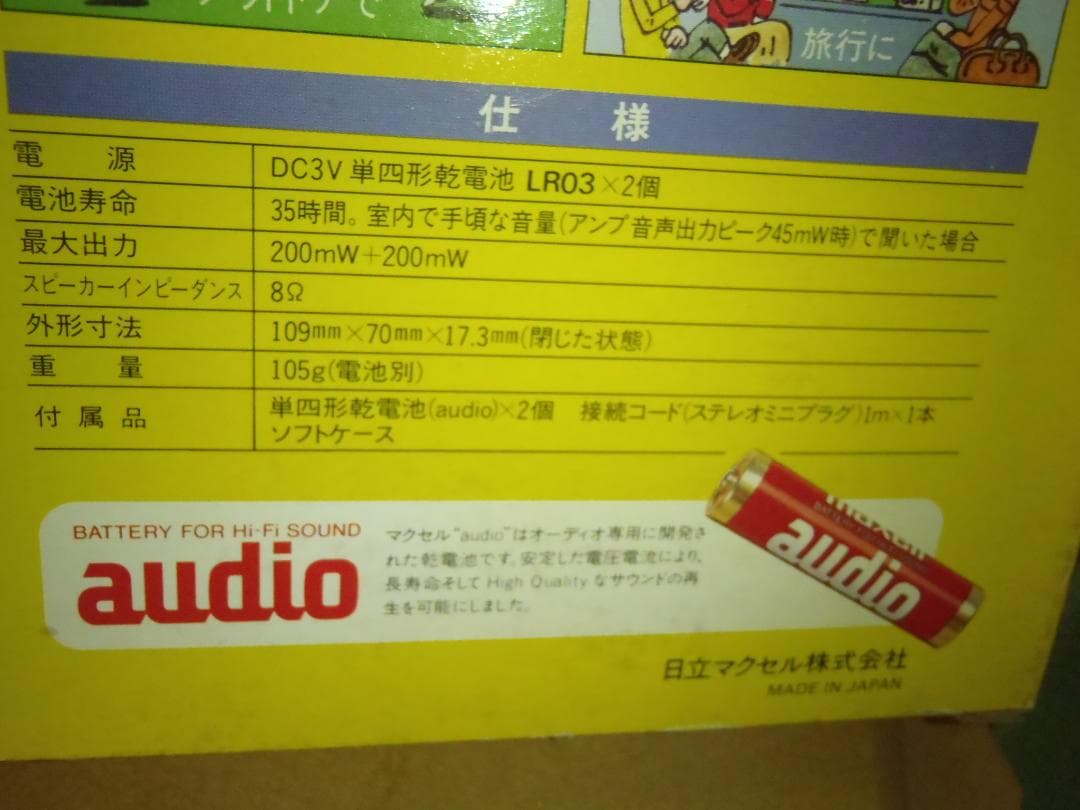 アウトドアで
旅行に
仕様
電源 DC3V 単四形乾電池 LR03×2個
電池寿命 35時間。室内で手頃な音量(アンプ音声出力ピーク45mW時)で聞いた場合
最大出力 200mW+200mW
スピーカーインピーダンス 8Ω
外形寸法 109mm×70mm×17.3mm(閉じた状態)
重量 105g(電池別)
付属品 単四形乾電池(audio)×2個 接続コード(ステレオミニプラグ)1m×1本
ソフトケース
BATTERY FOR Hi-Fi SOUND
audio
マクセル"audio"はオーディオ専用に開発さ
れた乾電池です。安定した電圧電流により、
長寿命そしてHigh Qualityなサウンドの再
生を可能にしました。
audio
日立マクセル株式会社
MADE IN JAPAN